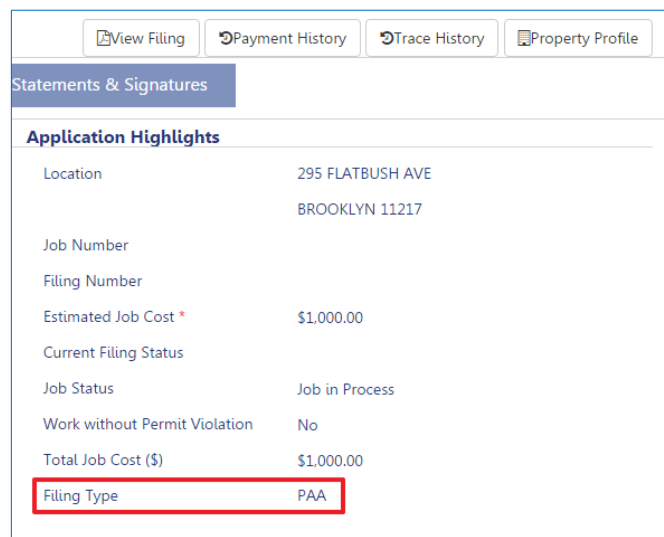 View Filing Payment History Trace History Property Profile
Statements & Signatures
Application Highlights
Location 295 FLATBUSH AVE
BROOKLYN 11217
Job Number
Filing Number
Estimated Job Cost * $1,000.00
Current Filing Status
Job Status Job in Process
Work without Permit Violation No
Total Job Cost ($) $1,000.00
Filing Type PAA